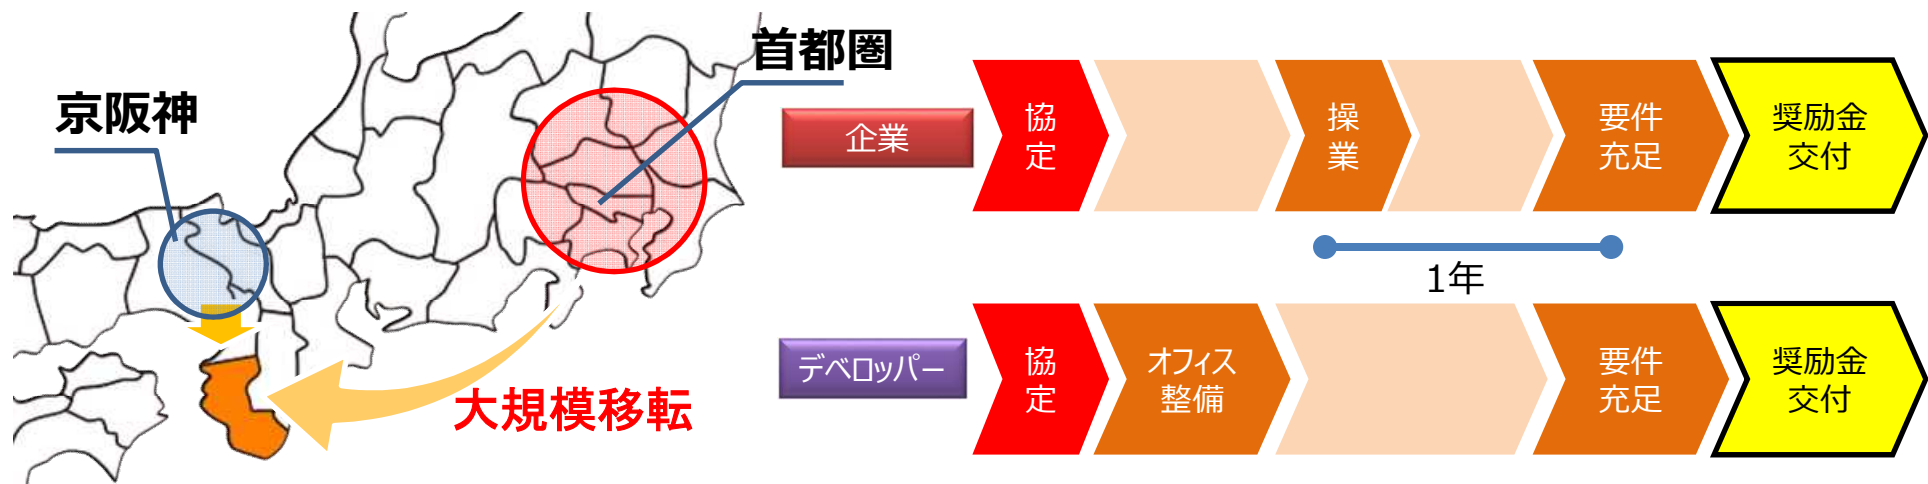 首都圏
京阪神
大規模移転
企業
協
定
操
業
要件
充足
奨励金
交付
1年
デベロッパー
協
定
オフィス
整備
要件
充足
奨励金
交付